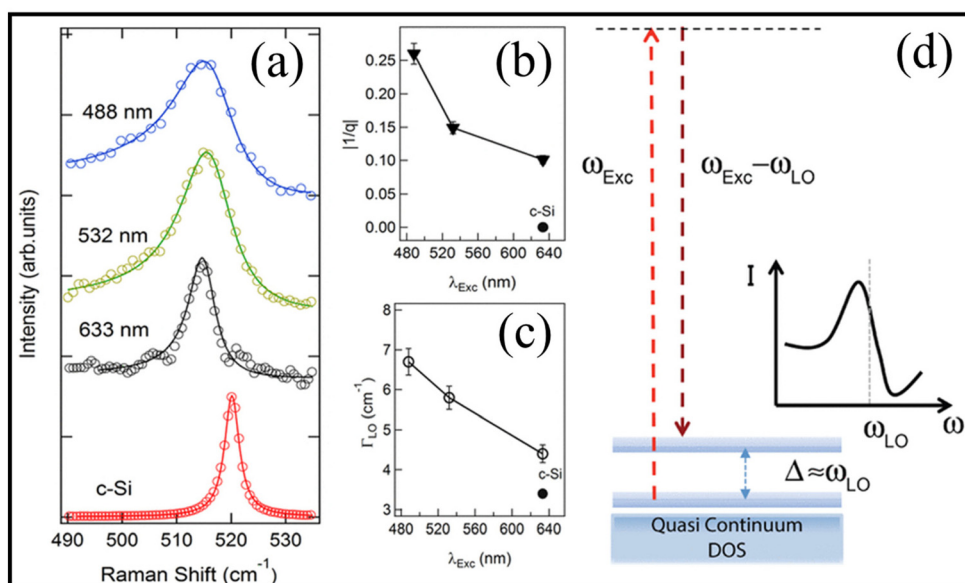 (a)
488 nm
532 nm
633 nm
c-Si
Intensity (arb.units)
490 500 510 520 530
Raman Shift (cm⁻¹)
(b)
0.25
0.20
0.15
0.10
0.05
0.00
|1/q|
c-Si
480 520 560 600 640
λExc (nm)
(c)
8
7
6
5
4
3
ΓLO (cm⁻¹)
c-Si
480 520 560 600 640
λExc (nm)
(d)
ωExc
ωExc−ωLO
I
ωLO
ω
Δ≈ωLO
Quasi Continuum
DOS